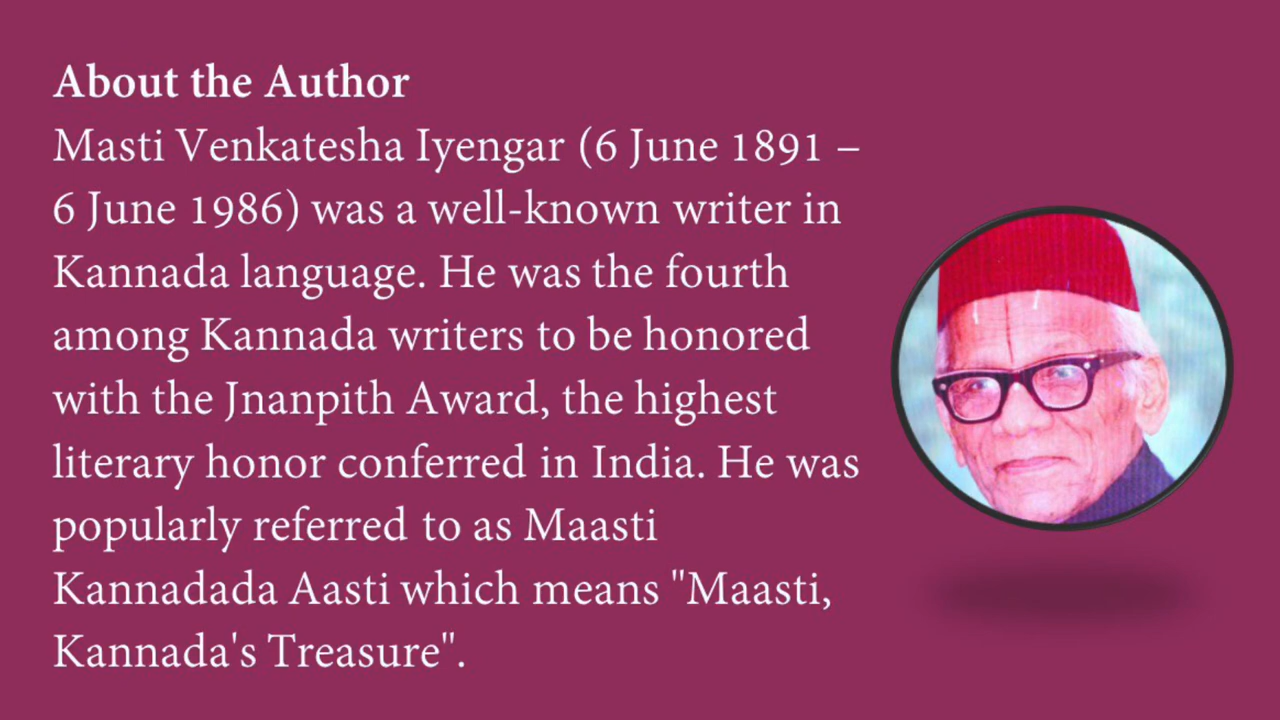 About the Author
Masti Venkatesha Iyengar (6 June 1891 –
6 June 1986) was a well-known writer in
Kannada language. He was the fourth
among Kannada writers to be honored
with the Jnanpith Award, the highest
literary honor conferred in India. He was
popularly referred to as Maasti
Kannadada Aasti which means "Maasti,
Kannada's Treasure".